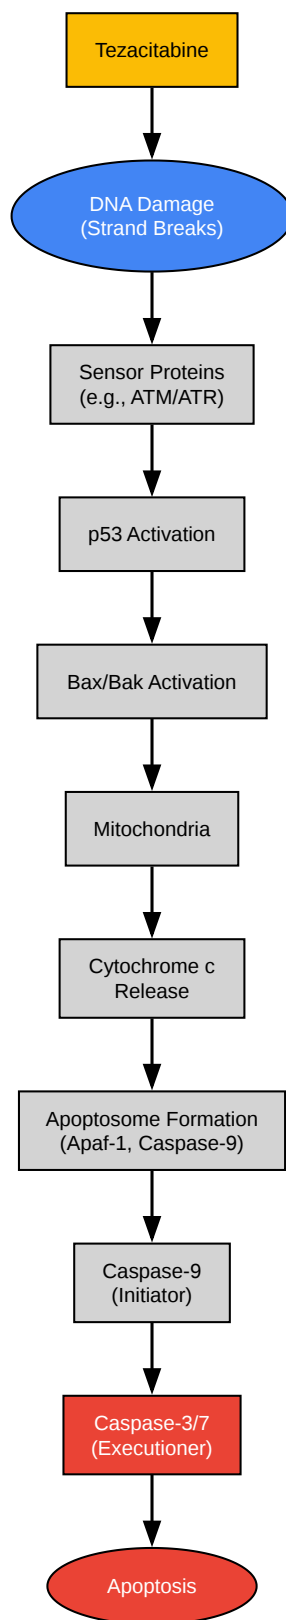 Tezacitabine
DNA Damage
(Strand Breaks)
Sensor Proteins
(e.g., ATM/ATR)
p53 Activation
Bax/Bak Activation
Mitochondria
Cytochrome c
Release
Apoptosome Formation
(Apaf-1, Caspase-9)
Caspase-9
(Initiator)
Caspase-3/7
(Executioner)
Apoptosis